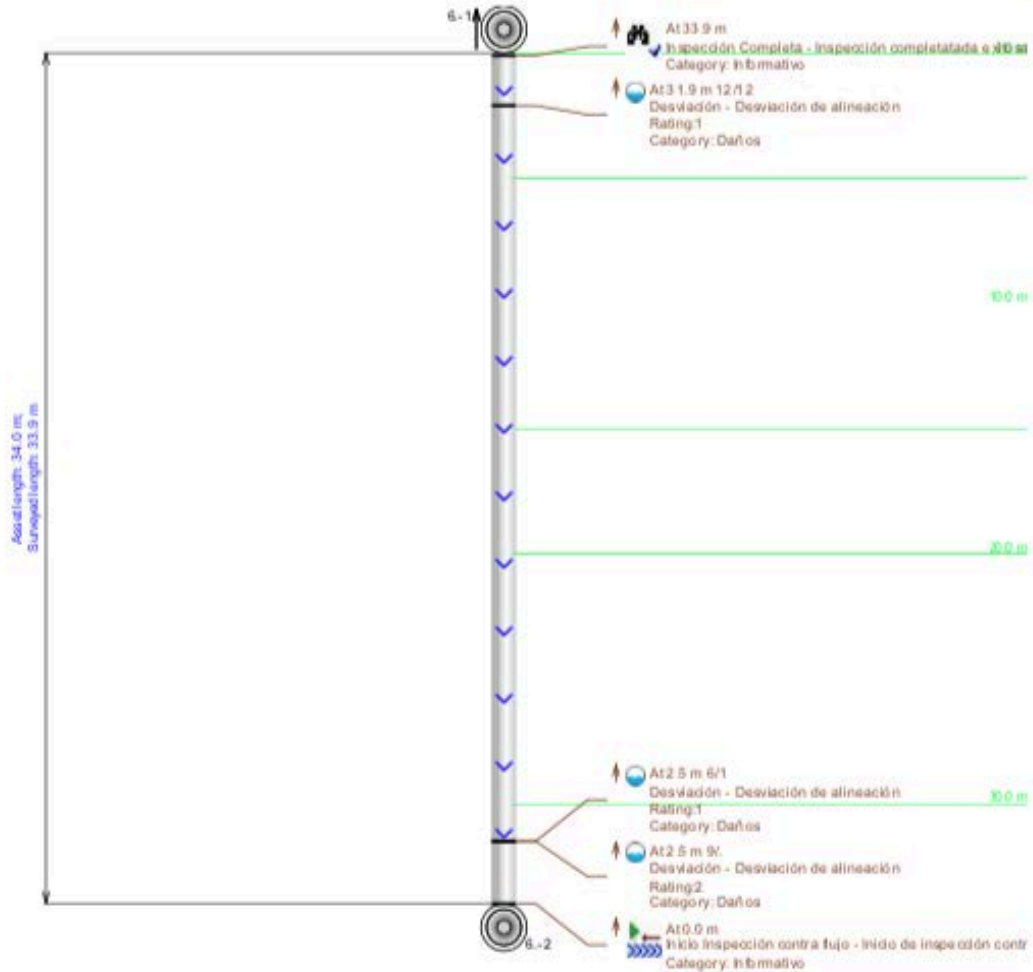 6.-1
At 33.9 m
Inspección Completa - Inspección completatada
Category: Informativo
At 31.9 m 12/12
Desviación - Desviación de alineación
Rating:1
Category: Daños
10.0 m
Asset length: 34.0 m;
Surveyed length: 33.9 m
20.0 m
At 2.5 m 6/1
Desviación - Desviación de alineación
30.0 m
Rating:1
Category: Daños
At 2.5 m 9/.
Desviación - Desviación de alineación
Rating:2
Category: Daños
6.-2
At 0.0 m
Inicio Inspección contra flujo - Inicio de inspección contr
Category: Informativo